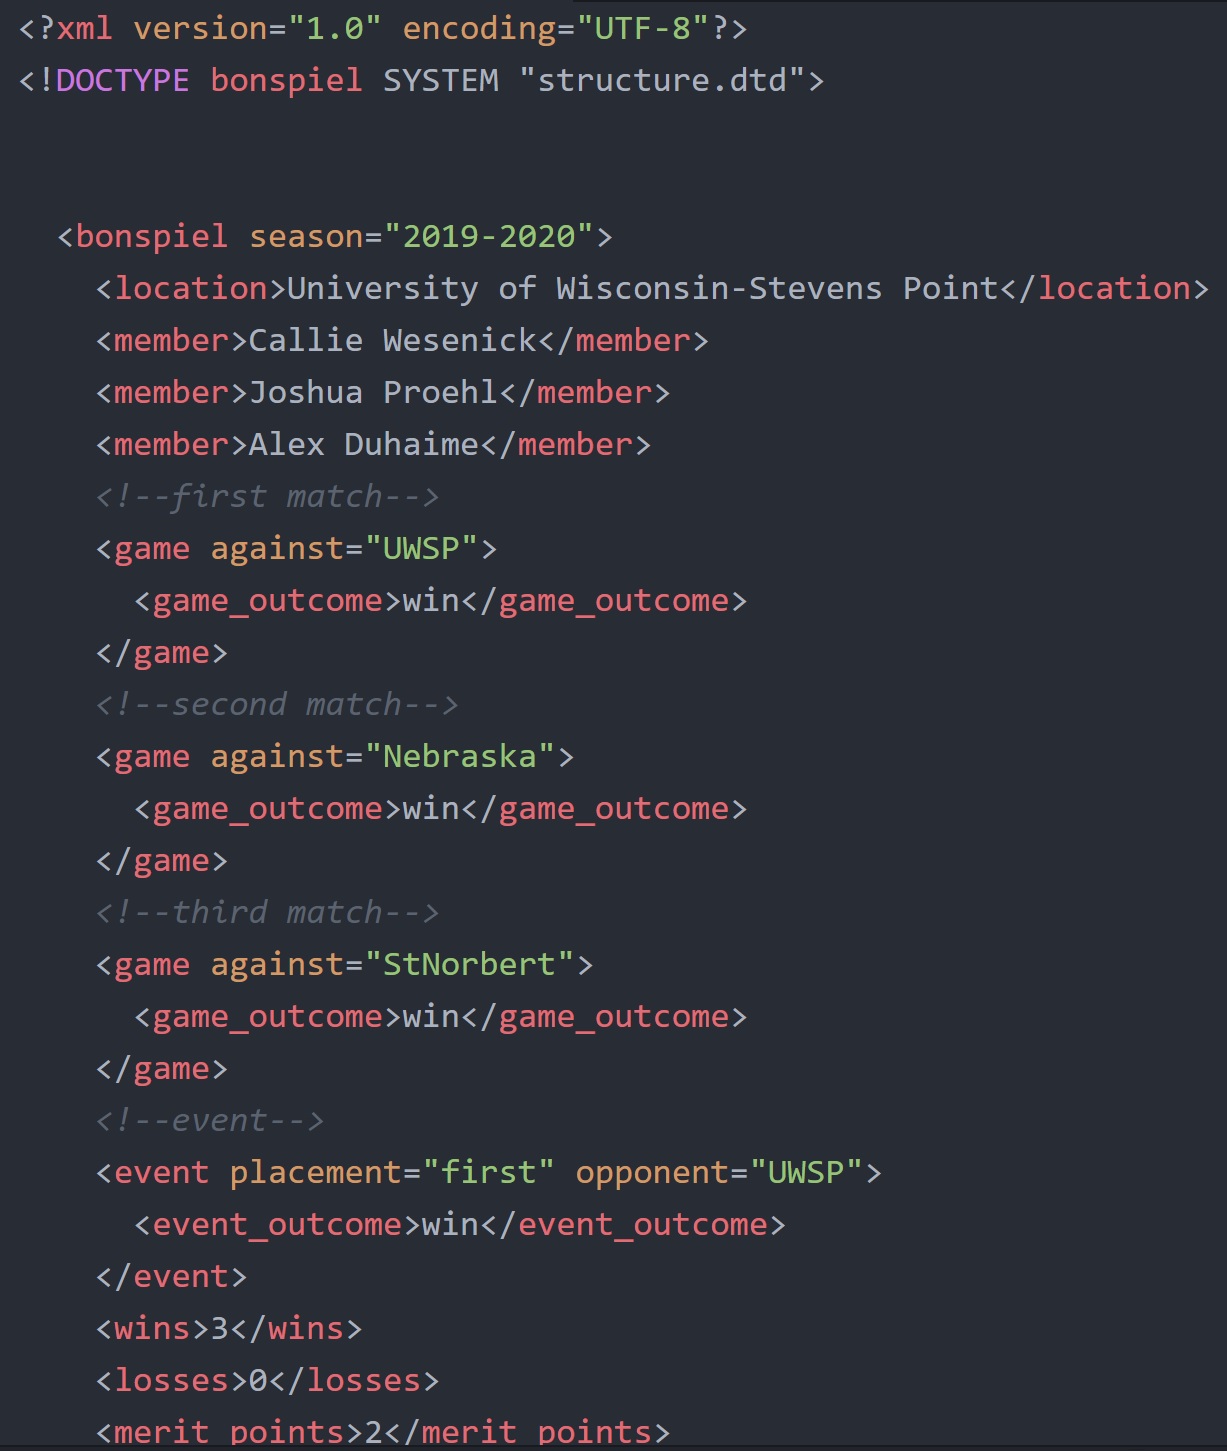 <?xml version="1.0" encoding="UTF-8"?>
<!DOCTYPE bonspiel SYSTEM "structure.dtd">
<bonspiel season="2019-2020">
<location>University of Wisconsin-Stevens Point</location>
<member>Callie Wesenick</member>
<member>Joshua Proehl</member>
<member>Alex Duhaime</member>
<!--first match-->
<game against="UWSP">
<game_outcome>win</game_outcome>
</game>
<!--second match-->
<game against="Nebraska">
<game_outcome>win</game_outcome>
</game>
<!--third match-->
<game against="StNorbert">
<game_outcome>win</game_outcome>
</game>
<!--event-->
<event placement="first" opponent="UWSP">
<event_outcome>win</event_outcome>
</event>
<wins>3</wins>
<losses>0</losses>
<merit_points>2</merit_points>